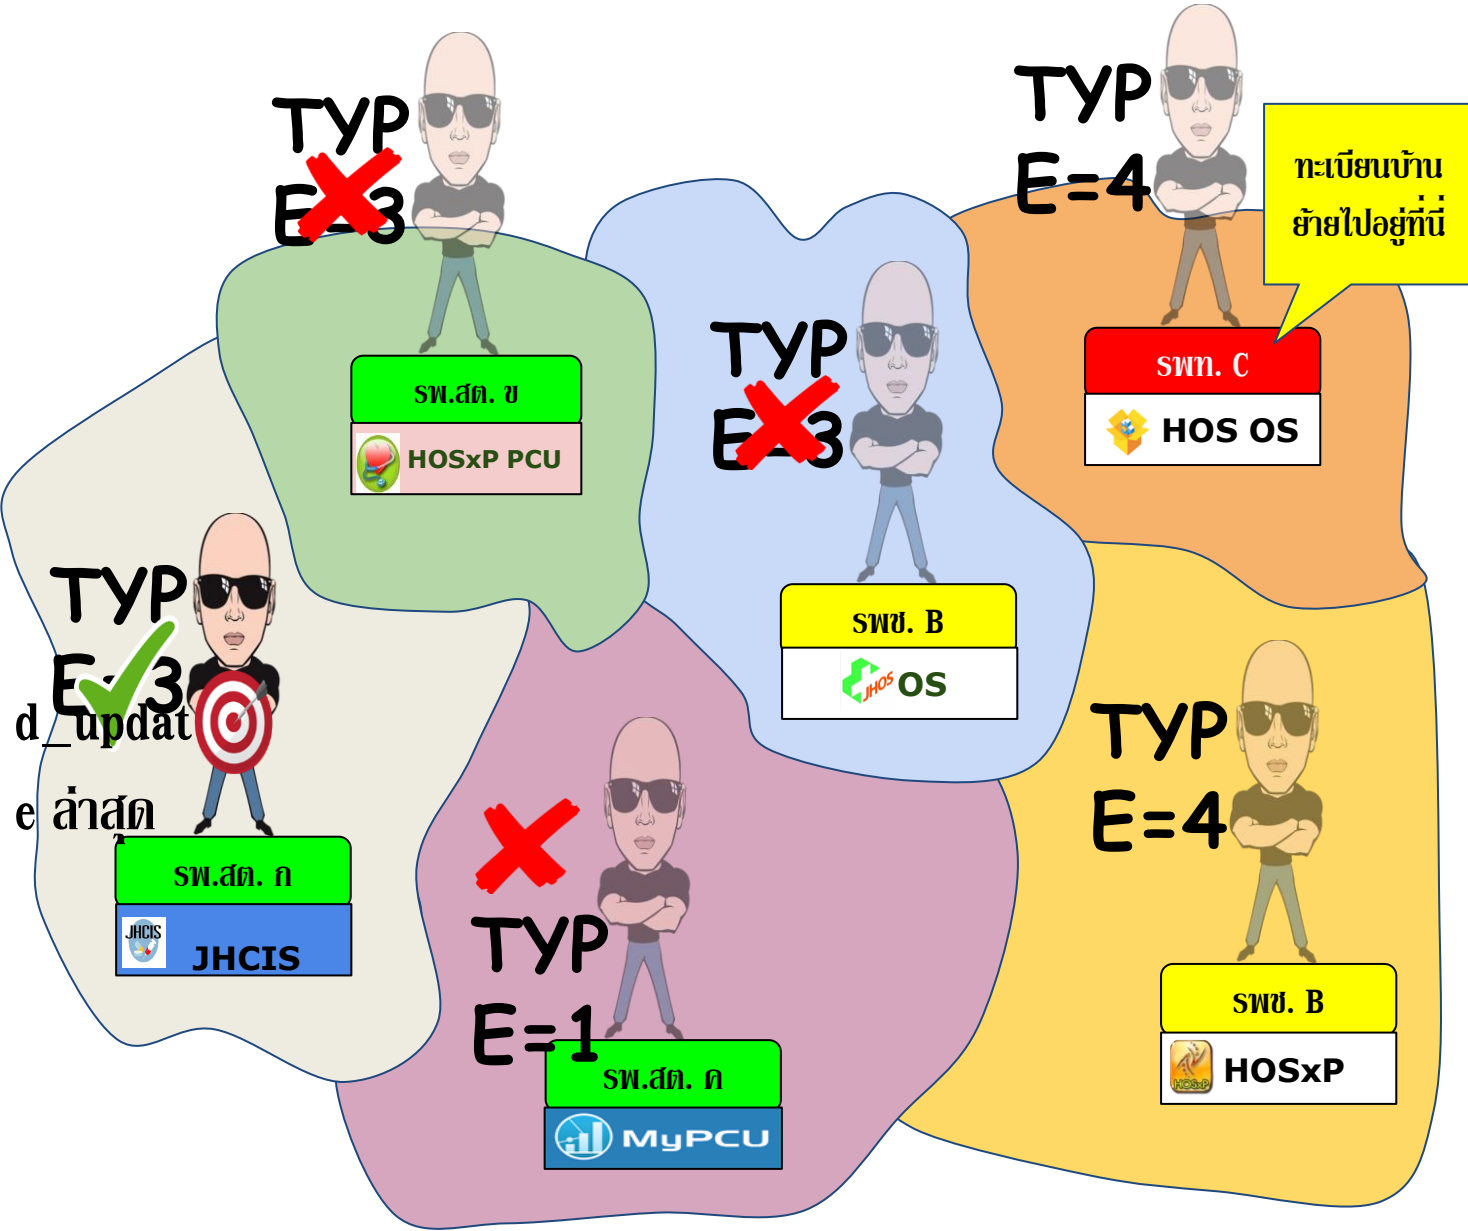 TYP
E=3
TYP
E=4
ทะเบียนบ้าน
ย้ายไปอยู่ที่นี่
TYP
E=3
รพ.สต. ข
HOSxP PCU
รพท. C
HOS OS
TYP
E=3
d_updat
e ล่าสุด
รพ.สต. ก
JHCIS
JHCIS
รพช. B
JHOS OS
TYP
E=1
รพ.สต. ค
MyPCU
TYP
E=4
รพช. B
HOSxP
HOSxP